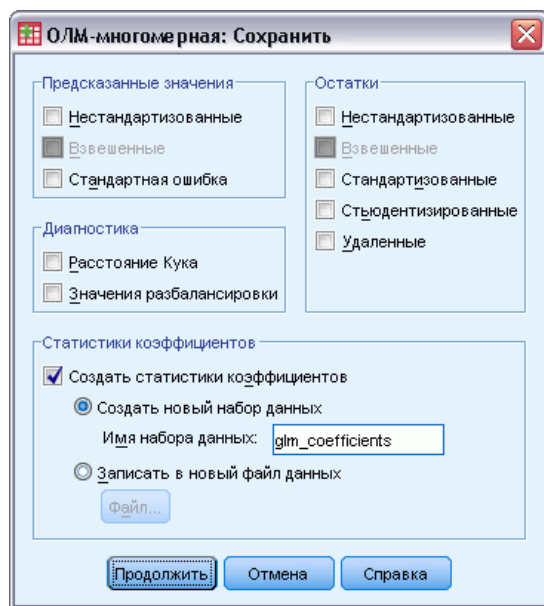 ОЛМ-многомерная: Сохранить
Предсказанные значения
Нестандартизованные
Взвешенные
Стандартная ошибка
Диагностика
Расстояние Кука
Значения разбалансировки
Остатки
Нестандартизованные
Взвешенные
Стандартизованные
Стьюдентизированные
Удаленные
Статистики коэффициентов
Создать статистики коэффициентов
Создать новый набор данных
Имя набора данных: glm_coefficients
Записать в новый файл данных
Файл...
Продолжить Отмена Справка